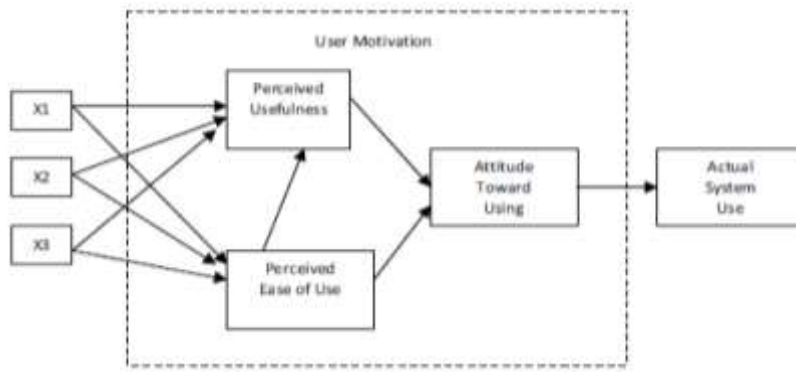 User Motivation
X1
X2
X3
Perceived
Usefulness
Perceived
Ease of Use
Attitude
Toward
Using
Actual
System
Use